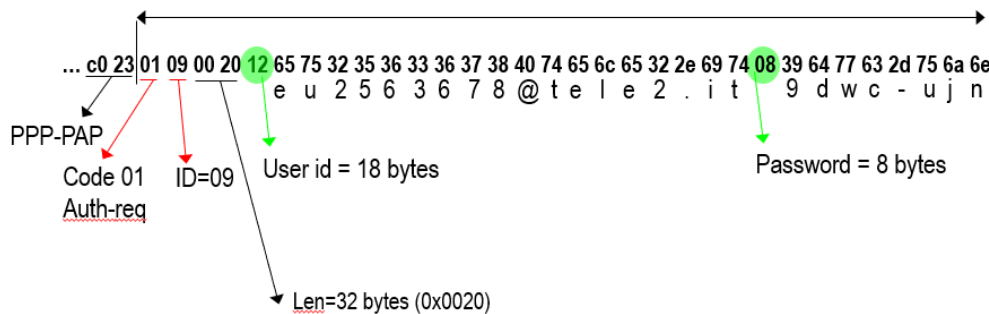 ... c0 23 01 09 00 20 12 65 75 32 35 36 33 36 37 38 40 74 65 6c 65 32 2e 69 74 08 39 64 77 63 2d 75 6a 6e
e u 2 5 6 3 6 7 8 @ t e l e 2 . i t 9 d w c - u j n
PPP-PAP
Code 01
Auth-req
ID=09
User id = 18 bytes
Password = 8 bytes
Len=32 bytes (0x0020)